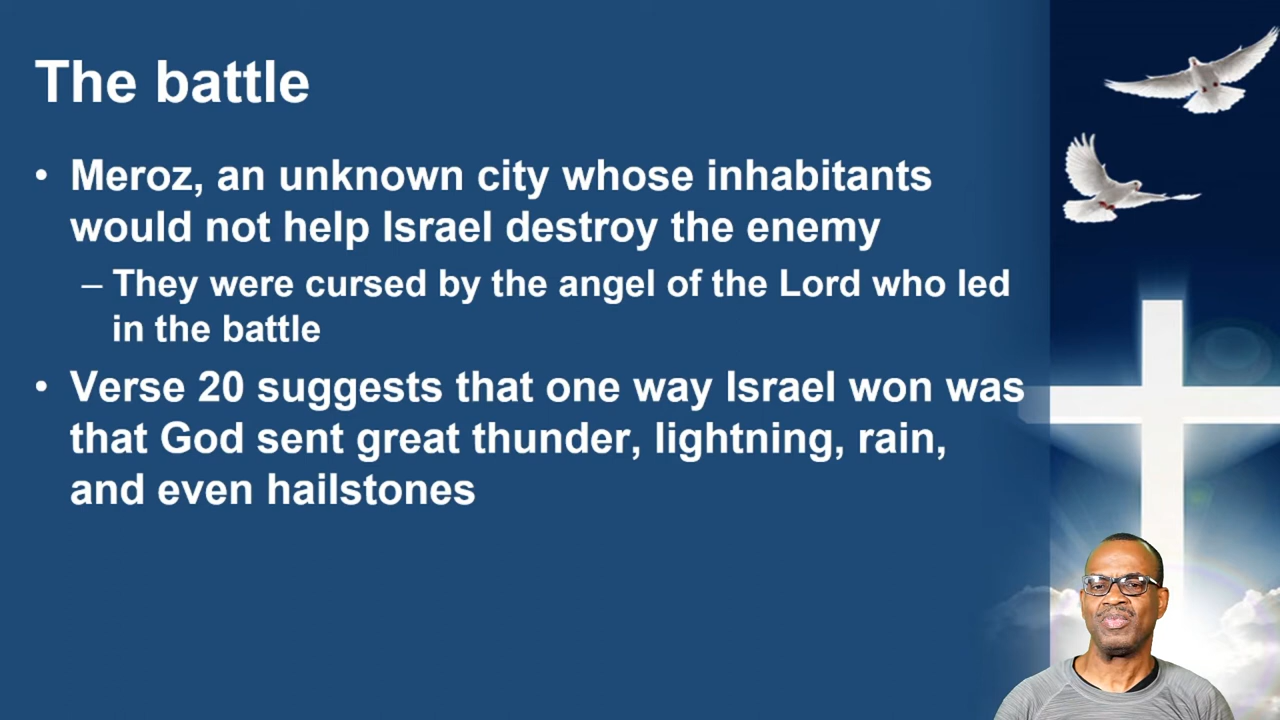 The battle
• Meroz, an unknown city whose inhabitants
would not help Israel destroy the enemy
– They were cursed by the angel of the Lord who led
in the battle
• Verse 20 suggests that one way Israel won was
that God sent great thunder, lightning, rain,
and even hailstones